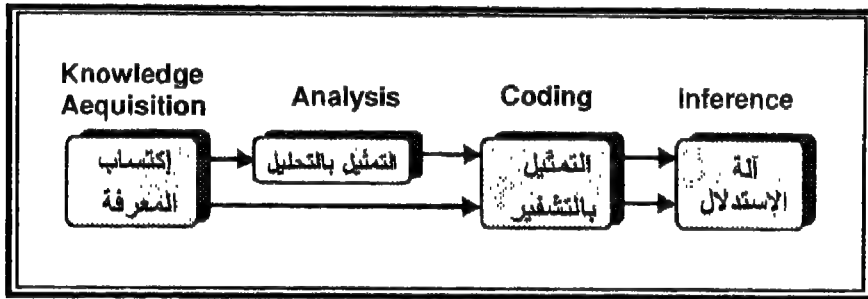 Knowledge
Aequisition
Analysis
Coding
Inference
إكتساب
المعرفة
التمثيل بالتحليل
التمثيل
بالتشفير
آلة
الإستدلال